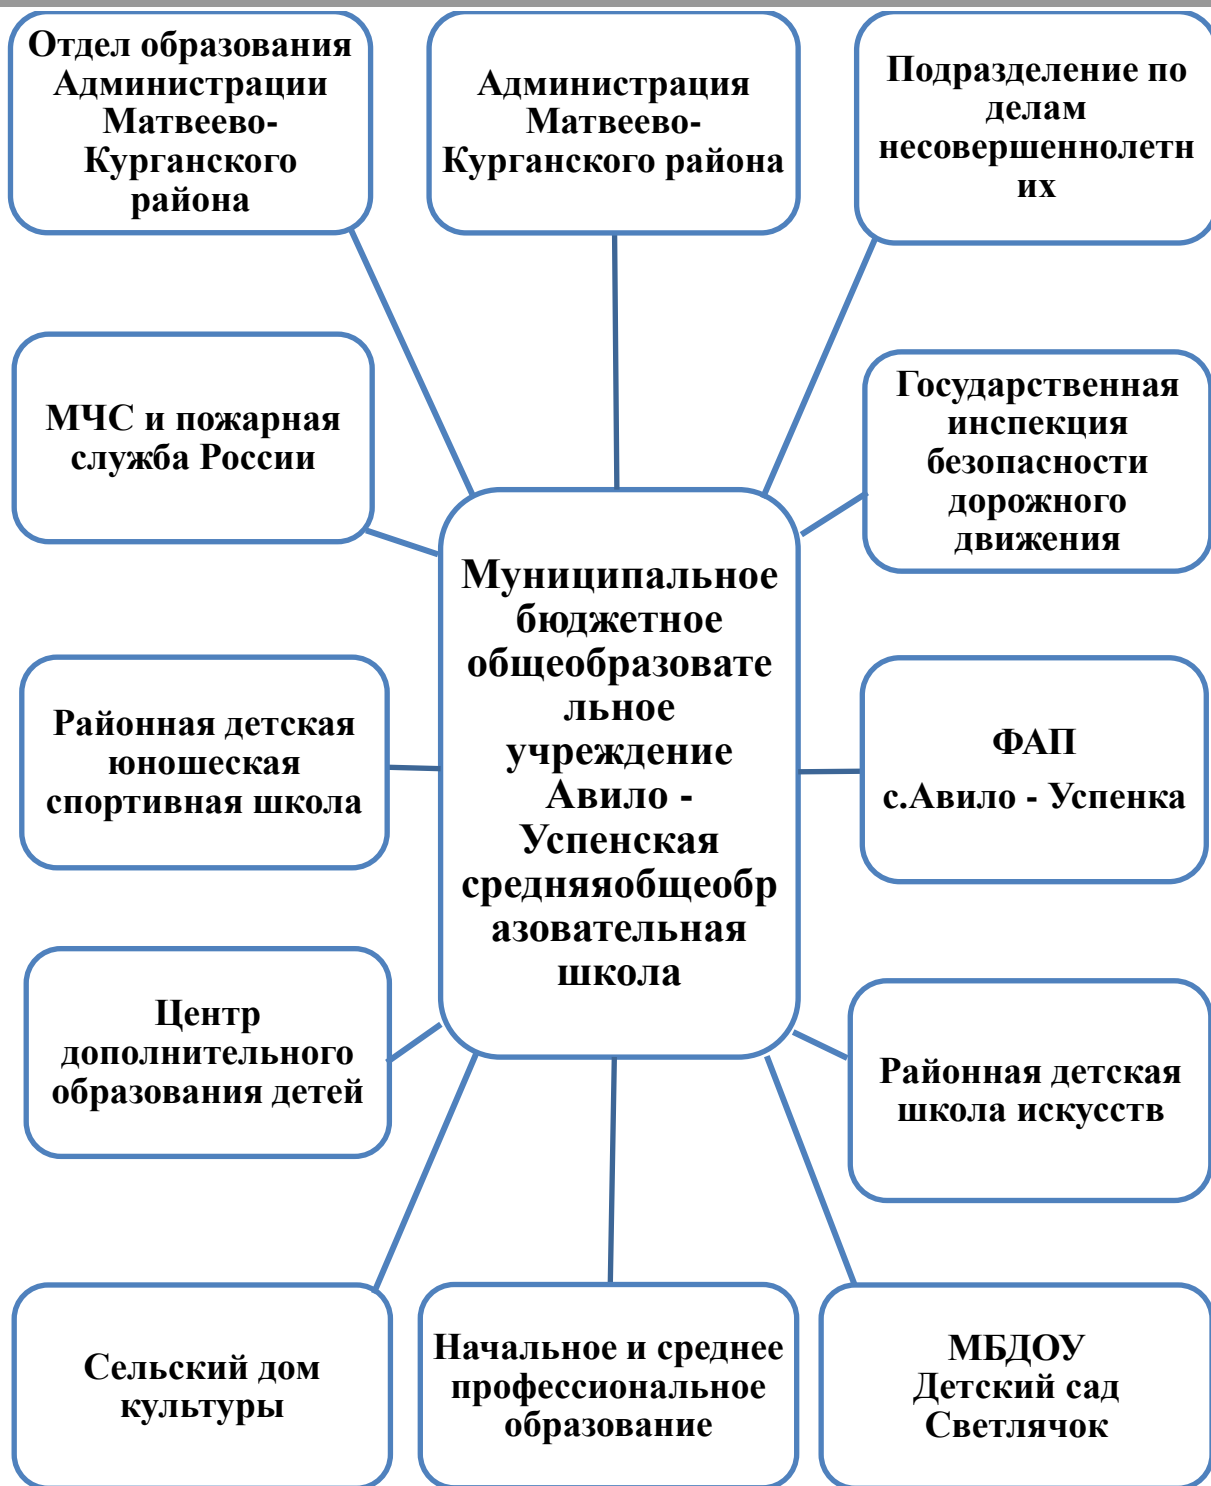 Отдел образования
Администрации
Матвеево-
Курганского
района
Администрация
Матвеево-
Курганского района
Подразделение по
делам
несовершеннолетн
их
МЧС и пожарная
служба России
Государственная
инспекция
безопасности
дорожного
движения
Муниципальное
бюджетное
общеобразовате
льное
учреждение
Авило -
Успенская
средняяобщеобр
азовательная
школа
Районная детская
юношеская
спортивная школа
ФАП
с.Авило - Успенка
Центр
дополнительного
образования детей
Районная детская
школа искусств
Сельский дом
культуры
Начальное и среднее
профессиональное
образование
МБДОУ
Детский сад
Светлячок